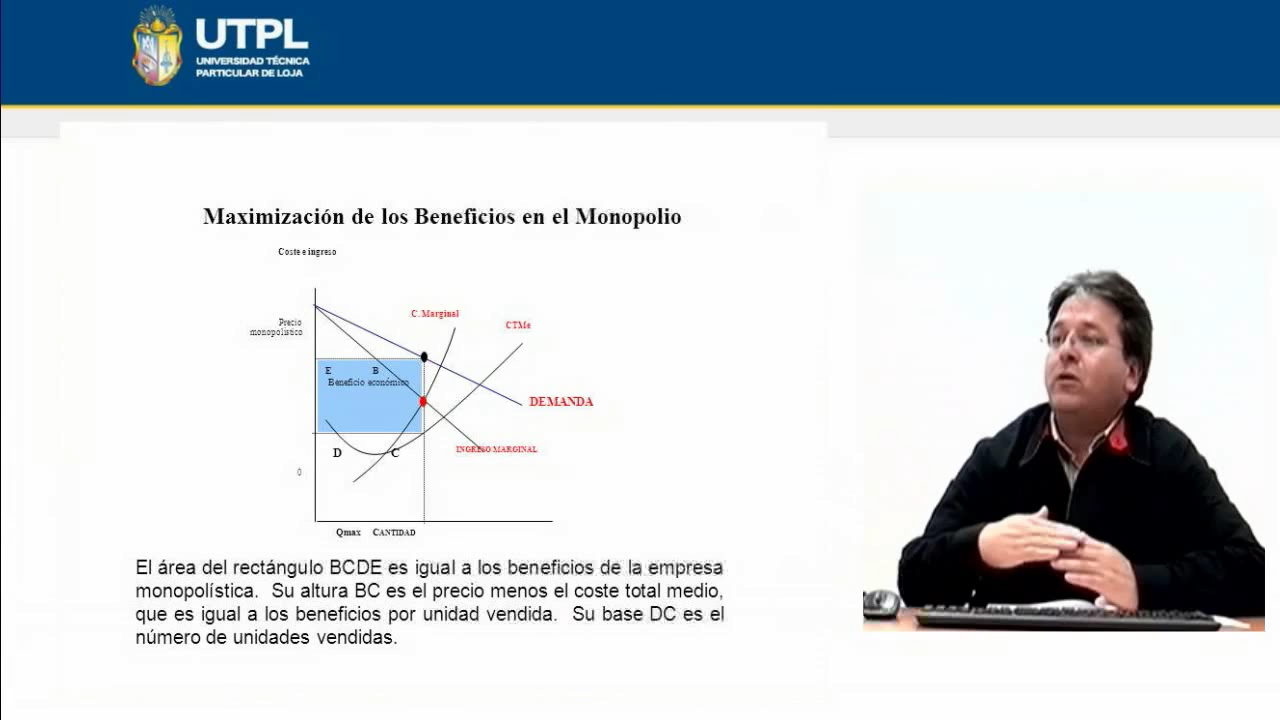 UTPL
UNIVERSIDAD TÉCNICA
PARTICULAR DE LOJA
Maximización de los Beneficios en el Monopolio
Coste e ingreso
Precio
monopolístico
C. Marginal
CTMe
E B
Beneficio económico
DEMANDA
D C
INGRESO MARGINAL
0
Qmax CANTIDAD
El área del rectángulo BCDE es igual a los beneficios de la empresa
monopolística. Su altura BC es el precio menos el coste total medio,
que es igual a los beneficios por unidad vendida. Su base DC es el
número de unidades vendidas.